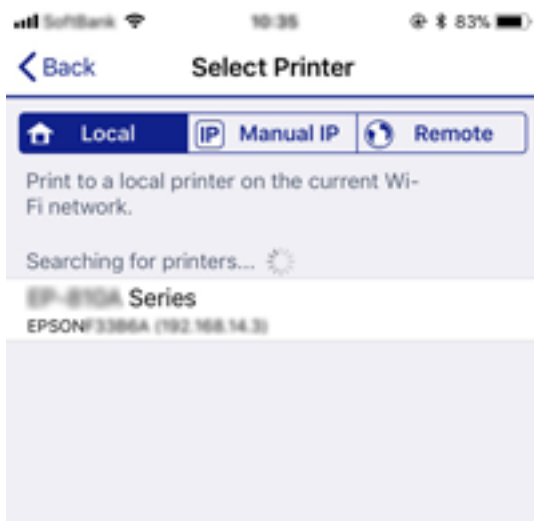 SoftBank 10:35 83%
Back Select Printer
Local IP Manual IP Remote
Print to a local printer on the current Wi-
Fi network.
Searching for printers...
Series
EPSON